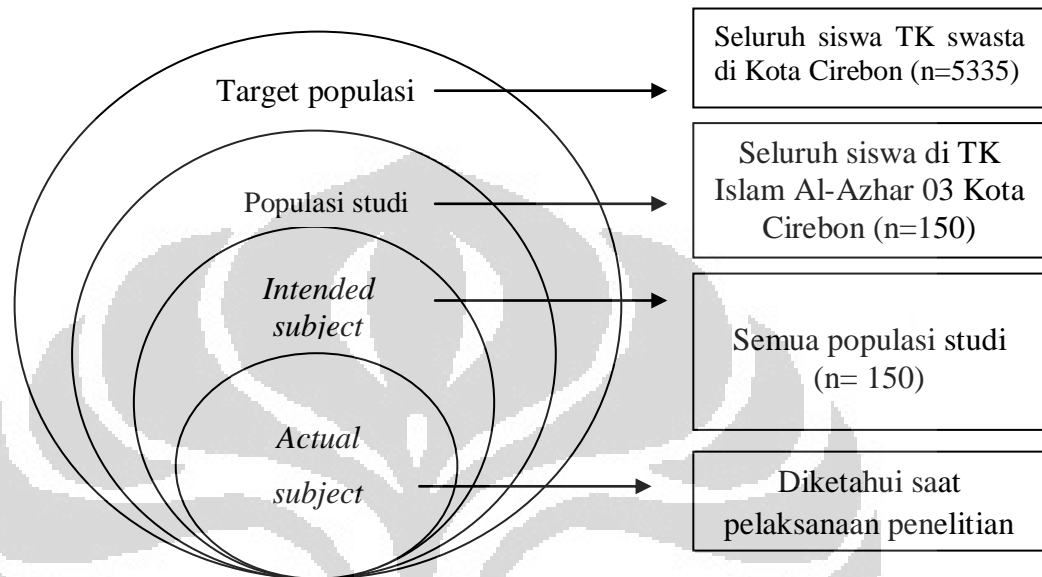 Target populasi
Seluruh siswa TK swasta
di Kota Cirebon (n=5335)
Populasi studi
Seluruh siswa di TK
Islam Al-Azhar 03 Kota
Cirebon (n=150)
Intended
subject
Semua populasi studi
(n= 150)
Actual
subject
Diketahui saat
pelaksanaan penelitian